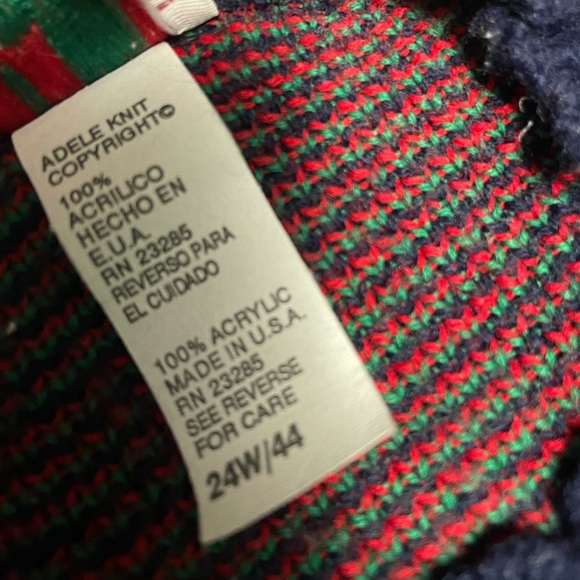 ADELE KNIT
COPYRIGHT©
100%
ACRILICO
HECHO EN
E.U.A.
RN 23285
REVERSO PARA
EL CUIDADO
100% ACRYLIC
MADE IN U.S.A.
RN 23285
SEE REVERSE
FOR CARE
24W/44